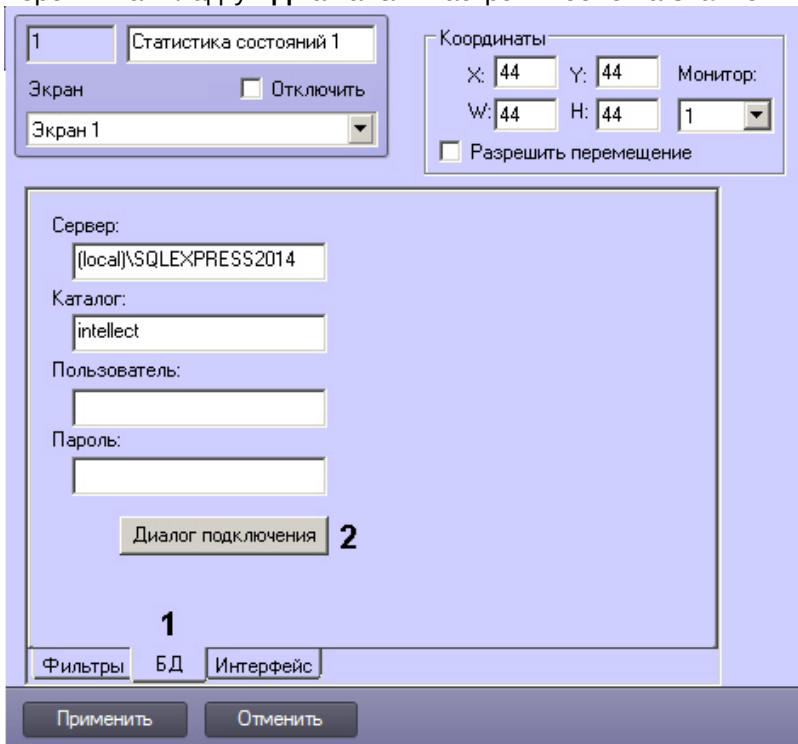 1 Статистика состояний 1
Экран Отключить
Экран 1
Координаты
X: 44 Y: 44 Монитор:
W: 44 H: 44 1
Разрешить перемещение
Сервер:
(local)\SQLEXPRESS2014
Каталог:
intellect
Пользователь:
Пароль:
Диалог подключения 2
1
Фильтры БД Интерфейс
Применить Отменить